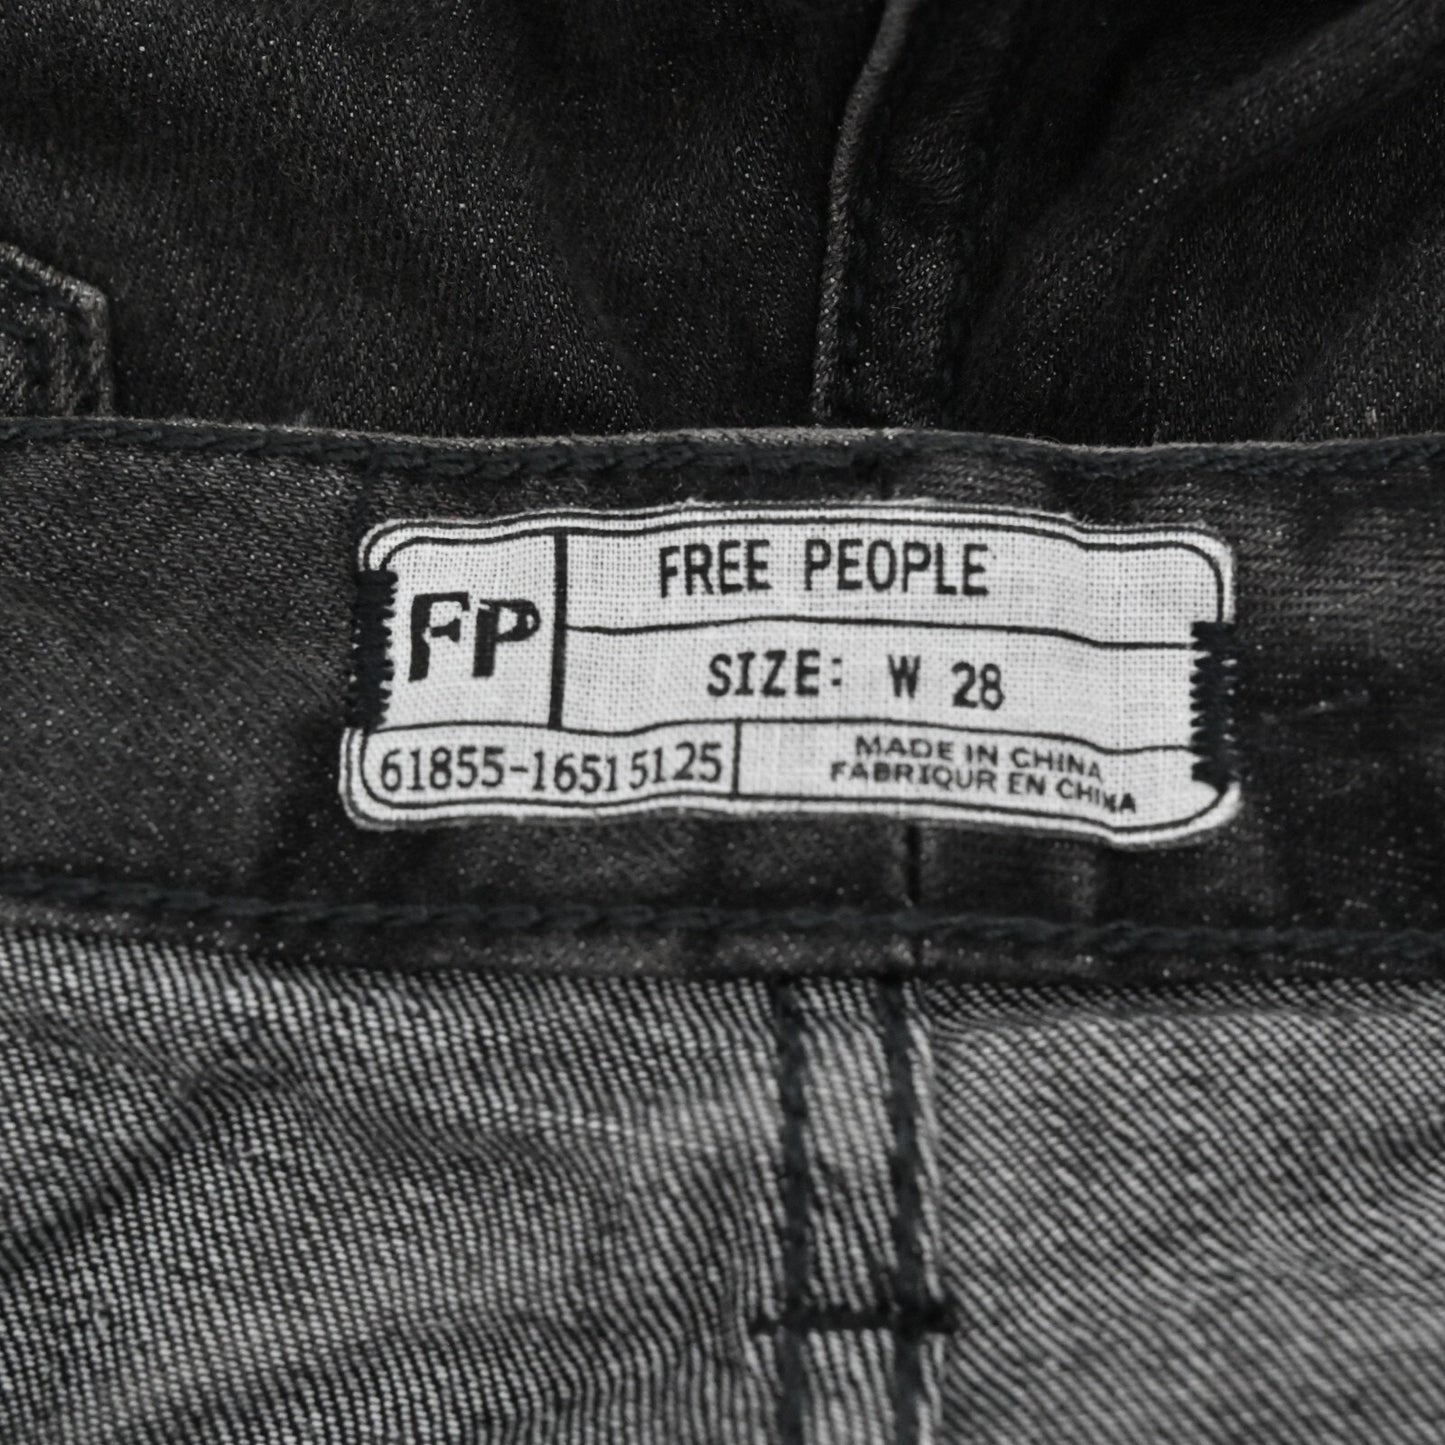 FREE PEOPLE
FP
SIZE: W 28
61855-16515125
MADE IN CHINA
FABRIQUR EN CHINA